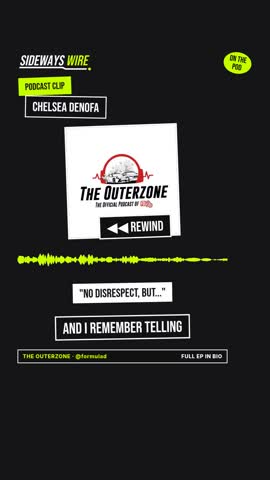 SIDEWAYS WIRE
ON THE
POD
PODCAST CLIP
CHELSEA DENOFA
THE OUTERZONE
THE OFFICIAL PODCAST OF
REWIND
"NO DISRESPECT, BUT..."
AND I REMEMBER TELLING
THE OUTERZONE · @formulad
FULL EP IN BIO